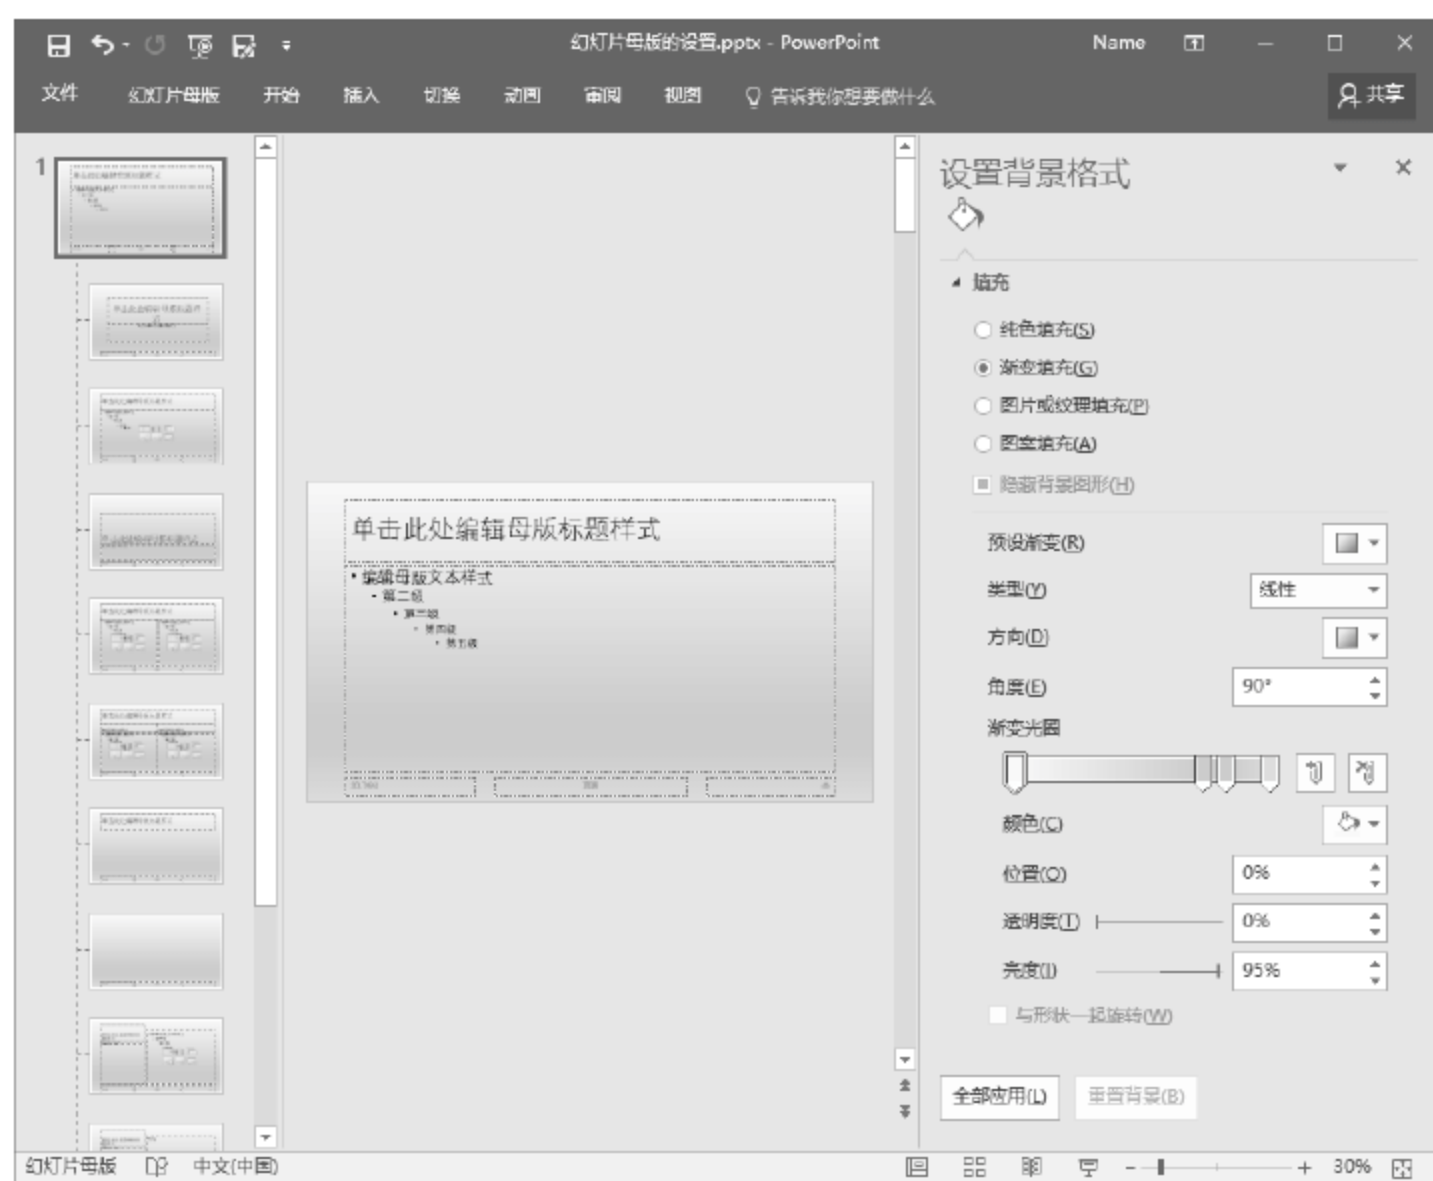 幻灯片母版的设置.pptx - PowerPoint
Name
文件 幻灯片母版 开始 插入 切换 动画 审阅 视图 告诉我你想要做什么 共享
1
单击此处编辑母版标题样式
• 编辑母版文本样式
• 第二级
• 第三级
• 第四级
• 第五级
设置背景格式
填充
纯色填充(S)
渐变填充(G)
图片或纹理填充(P)
图案填充(A)
隐藏背景图形(H)
预设渐变(R)
类型(Y) 线性
方向(D)
角度(E) 90°
渐变光圈
颜色(C)
位置(O) 0%
透明度(T) 0%
亮度(I) 95%
与形状一起旋转(W)
全部应用(L) 重置背景(B)
幻灯片母版 中文(中国) 30%